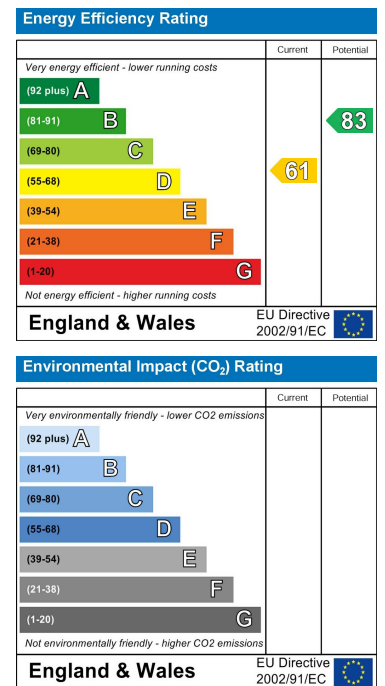 Energy Efficiency Rating
Current Potential
Very energy efficient - lower running costs
(92 plus) A
(81-91) B
83
(69-80) C
(55-68) D
61
(39-54) E
(21-38) F
(1-20) G
Not energy efficient - higher running costs
England & Wales
EU Directive
2002/91/EC
Environmental Impact (CO₂) Rating
Current Potential
Very environmentally friendly - lower CO2 emissions
(92 plus) A
(81-91) B
(69-80) C
(55-68) D
(39-54) E
(21-38) F
(1-20) G
Not environmentally friendly - higher CO2 emissions
England & Wales
EU Directive
2002/91/EC